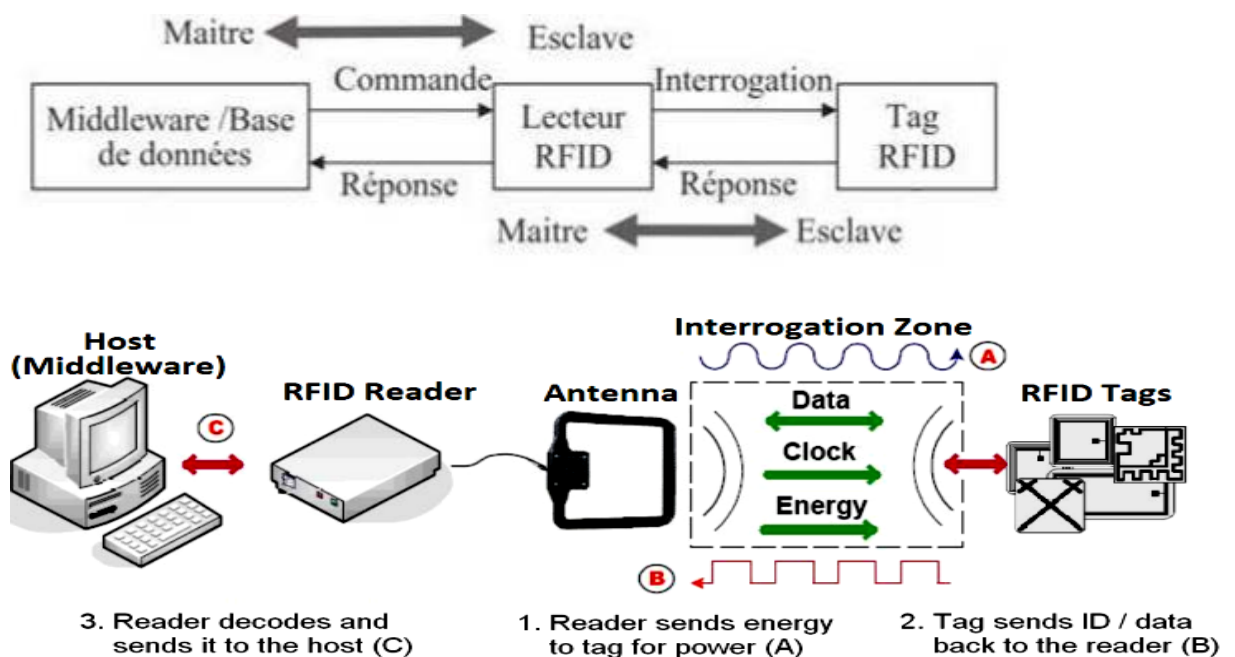 Maitre
Esclave
Commande
Interrogation
Middleware /Base
de données
Lecteur
RFID
Tag
RFID
Réponse
Réponse
Maitre
Esclave
Interrogation Zone
A
Host
(Middleware)
RFID Reader
Antenna
RFID Tags
C
Data
Clock
Energy
B
3. Reader decodes and
sends it to the host (C)
1. Reader sends energy
to tag for power (A)
2. Tag sends ID / data
back to the reader (B)